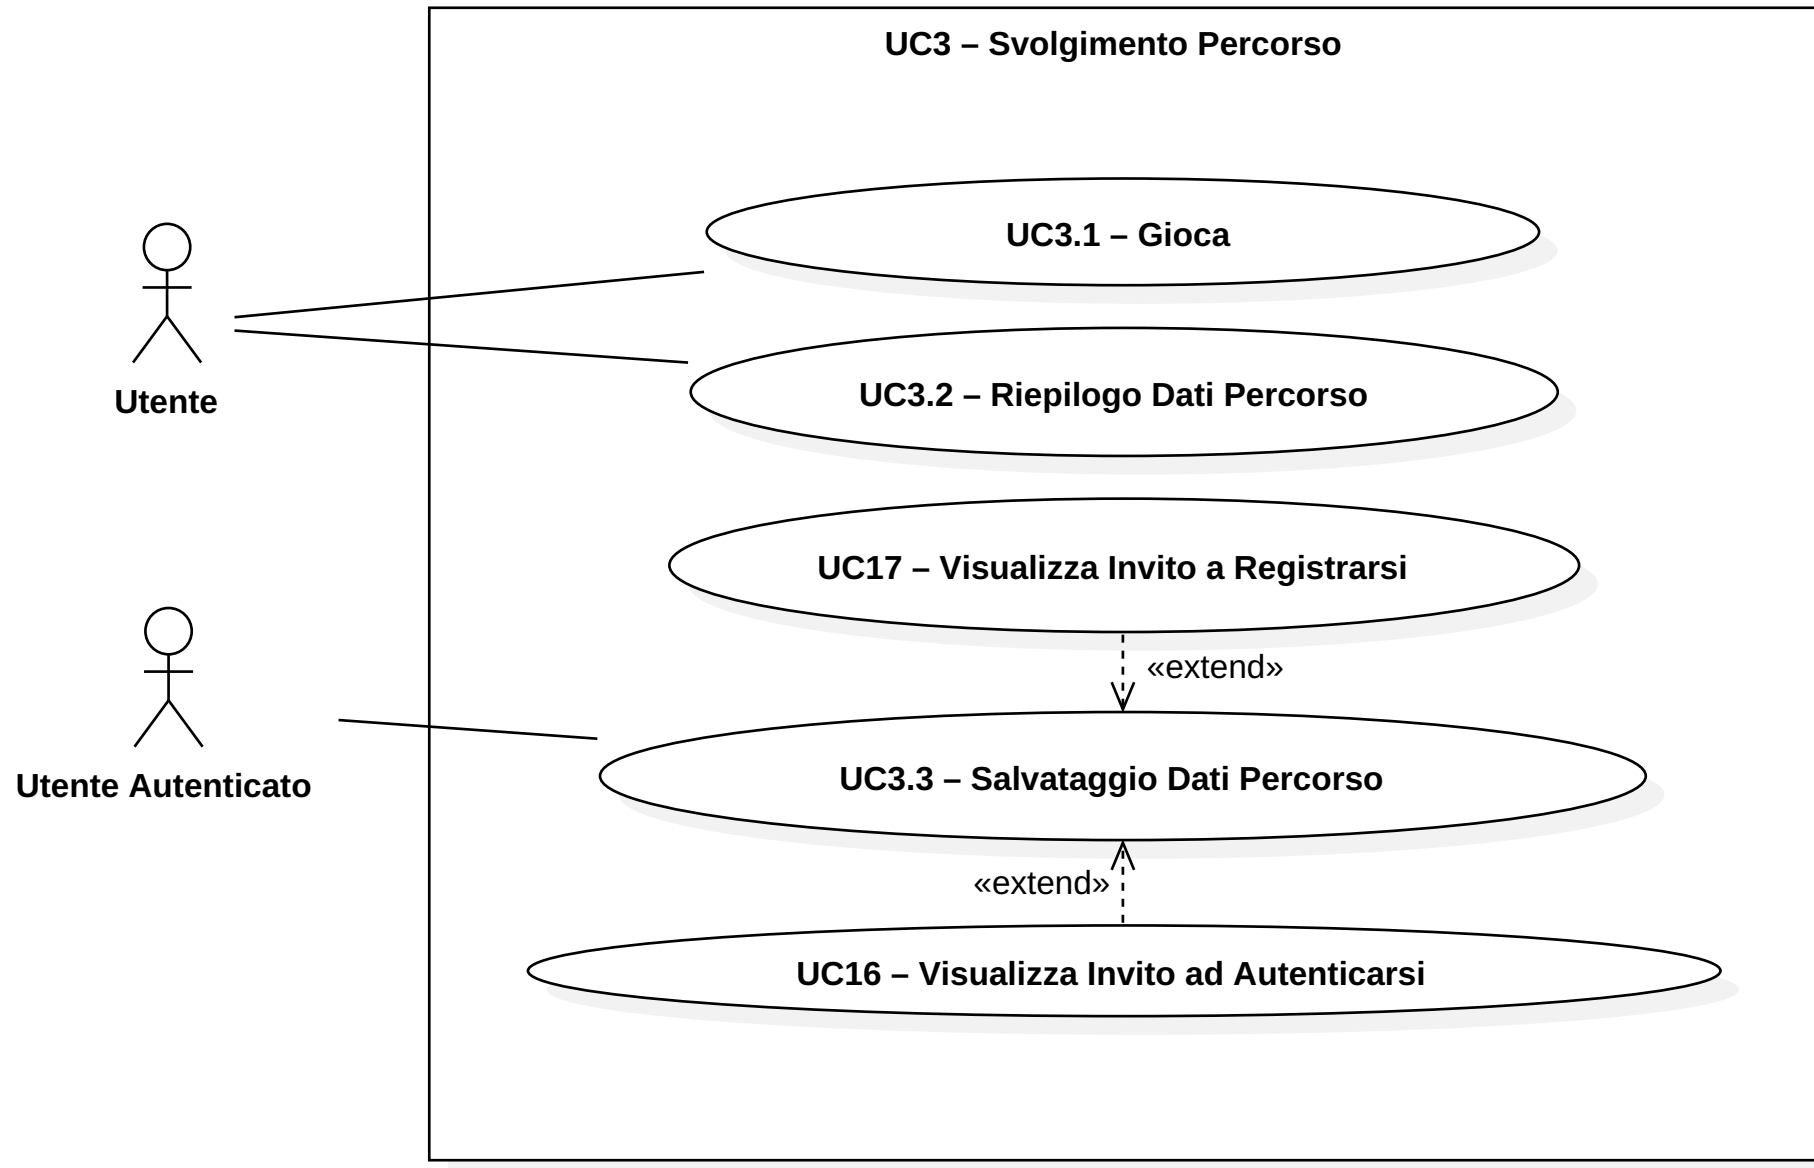 UC3 – Svolgimento Percorso
UC3.1 – Gioca
Utente
UC3.2 – Riepilogo Dati Percorso
UC17 – Visualizza Invito a Registrarsi
«extend»
Utente Autenticato
UC3.3 – Salvataggio Dati Percorso
«extend»
UC16 – Visualizza Invito ad Autenticarsi